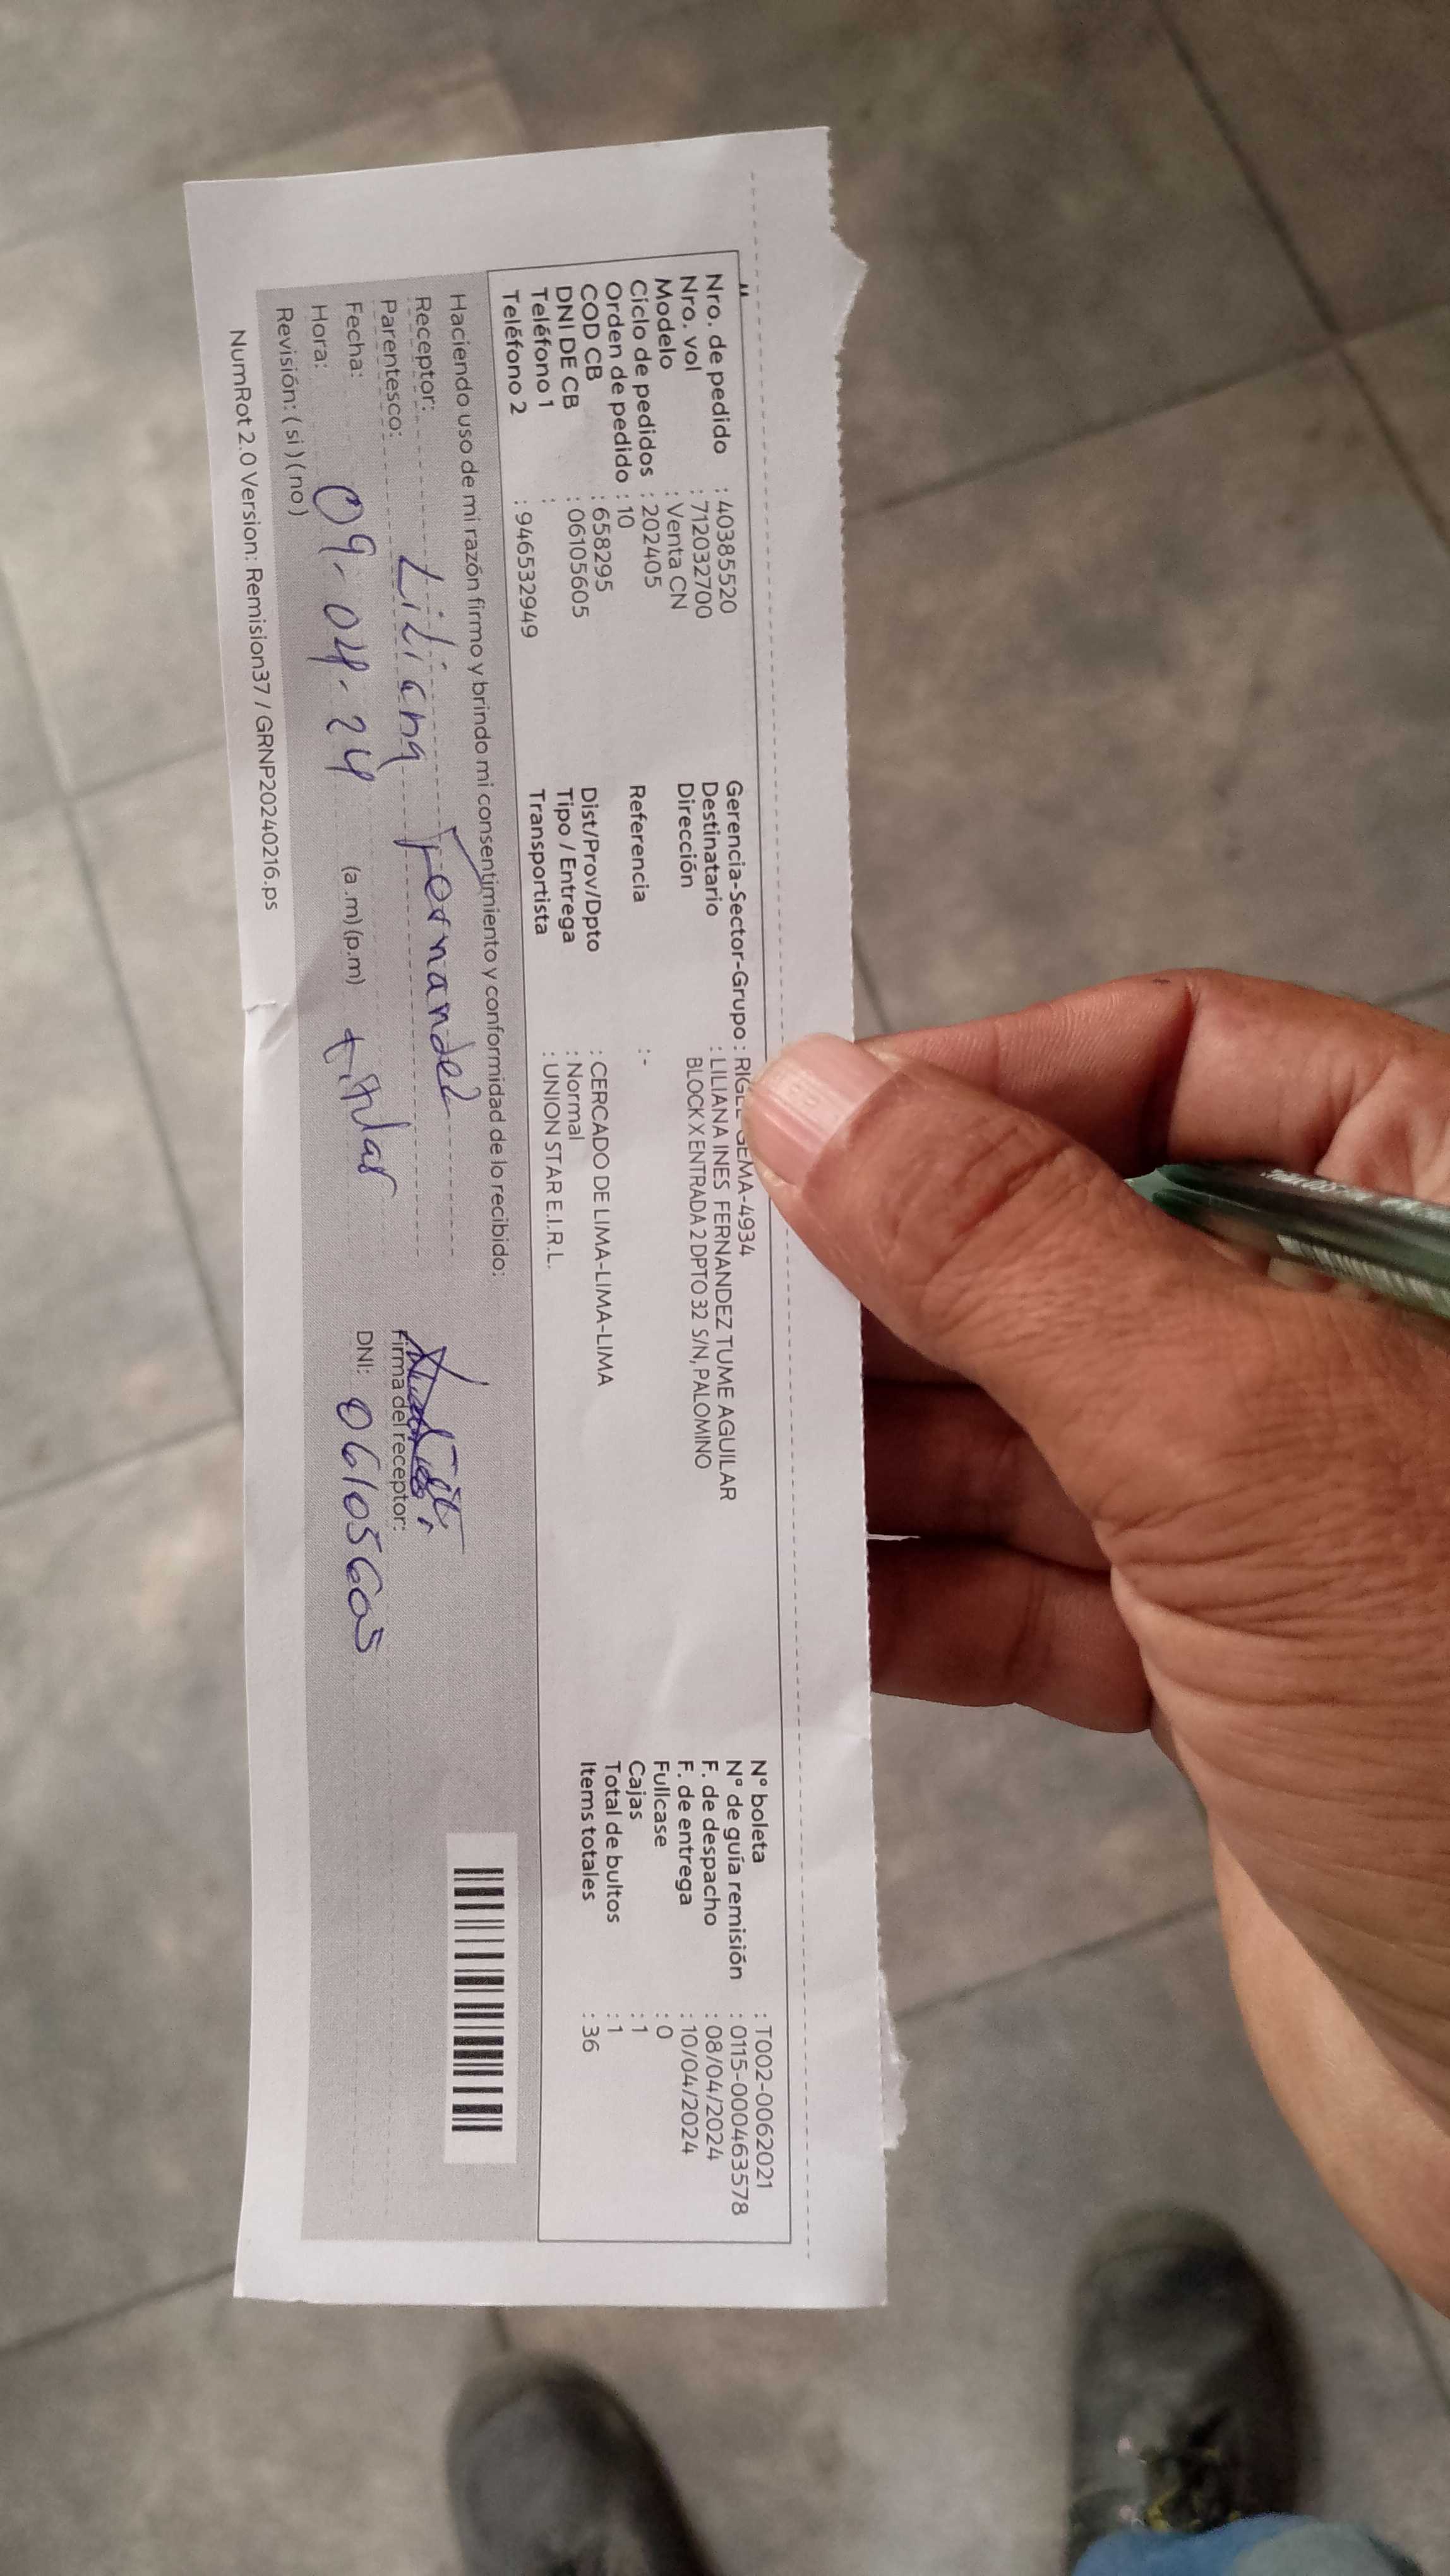 Nro. de pedido : 40385520
Nro. vol : 712032700
Modelo : Venta CN
Ciclo de pedidos : 202405
Orden de pedido : 10
COD CB : 658295
DNI DE CB : 06105605
Teléfono 1 :
Teléfono 2 : 946532949
Gerencia-Sector-Grupo : GEMA-4934
Destinatario : LILIANA INES FERNANDEZ TUME AGUILAR
Dirección BLOCK X ENTRADA 2 DPTO 32 S/N, PALOMINO
Referencia : -
Dist/Prov/Dpto : CERCADO DE LIMA-LIMA-LIMA
Tipo / Entrega : Normal
Transportista : UNION STAR E.I.R.L.
N° boleta : T002-0062021
N° de guía remisión : 0115-000463578
F. de despacho : 08/04/2024
F. de entrega : 10/04/2024
Fullcase : 0
Cajas : 1
Total de bultos : 1
Items totales : 36
Haciendo uso de mi razón firmo y brindo mi consentimiento y conformidad de lo recibido:
Receptor: Liliana Fernandez
Parentesco:
Firma del receptor:
Fecha: 09-04-24 titular
DNI: 06105605
Hora: (a.m) (p.m)
Revisión: ( si ) ( no )
NumRot 2.0 Version: Remision37 / GRNP20240216.ps